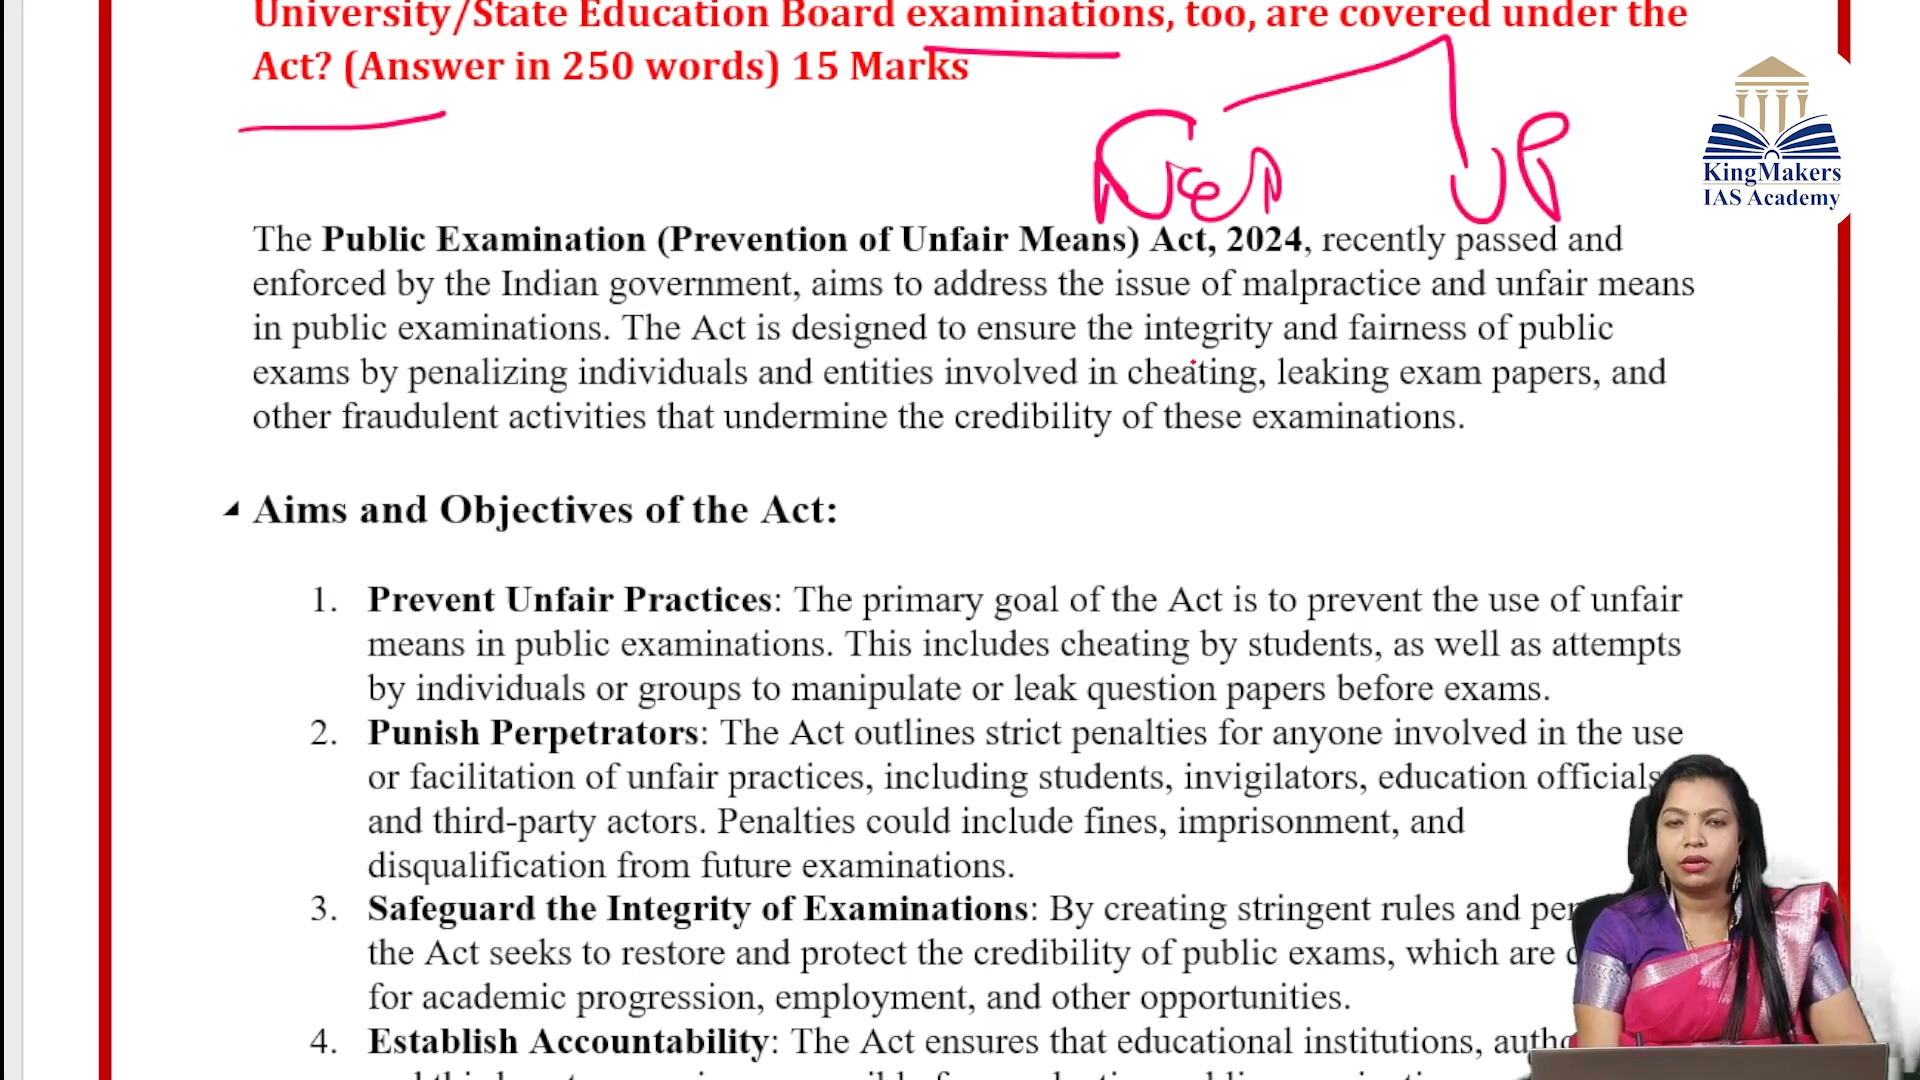 University/State Education Board examinations, too, are covered under the
Act? (Answer in 250 words) 15 Marks
UP
KingMakers
IAS Academy
The Public Examination (Prevention of Unfair Means) Act, 2024, recently passed and
enforced by the Indian government, aims to address the issue of malpractice and unfair means
in public examinations. The Act is designed to ensure the integrity and fairness of public
exams by penalizing individuals and entities involved in cheating, leaking exam papers, and
other fraudulent activities that undermine the credibility of these examinations.
Aims and Objectives of the Act:
1. Prevent Unfair Practices: The primary goal of the Act is to prevent the use of unfair
means in public examinations. This includes cheating by students, as well as attempts
by individuals or groups to manipulate or leak question papers before exams.
2. Punish Perpetrators: The Act outlines strict penalties for anyone involved in the use
or facilitation of unfair practices, including students, invigilators, education officials
and third-party actors. Penalties could include fines, imprisonment, and
disqualification from future examinations.
3. Safeguard the Integrity of Examinations: By creating stringent rules and
the Act seeks to restore and protect the credibility of public exams, which are
for academic progression, employment, and other opportunities.
4. Establish Accountability: The Act ensures that educational institutions,